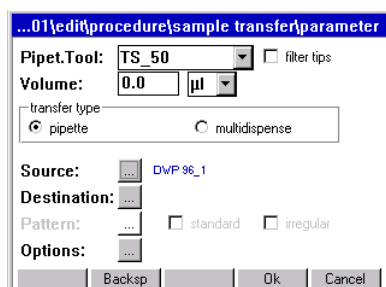 ...01\edit\procedure\sample transfer\parameter
Pipet.Tool: TS_50 filter tips
Volume: 0.0 µl
transfer type
pipette multidispense
Source: ... DWP 96_1
Destination: ...
Pattern: ... standard irregular
Options: ...
Backsp Ok Cancel